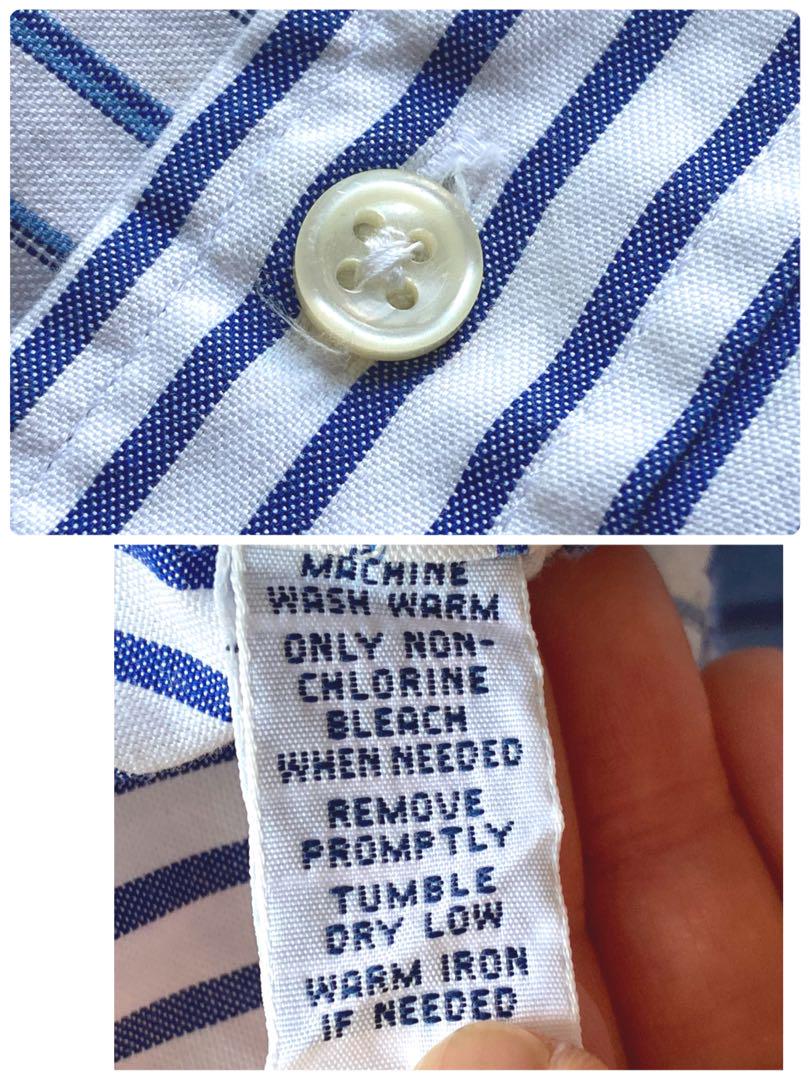 MACHINE
WASH WARM
ONLY NON-
CHLORINE
BLEACH
WHEN NEEDED
REMOVE
PROMPTLY
TUMBLE
DRY LOW
WARM IRON
IF NEEDED